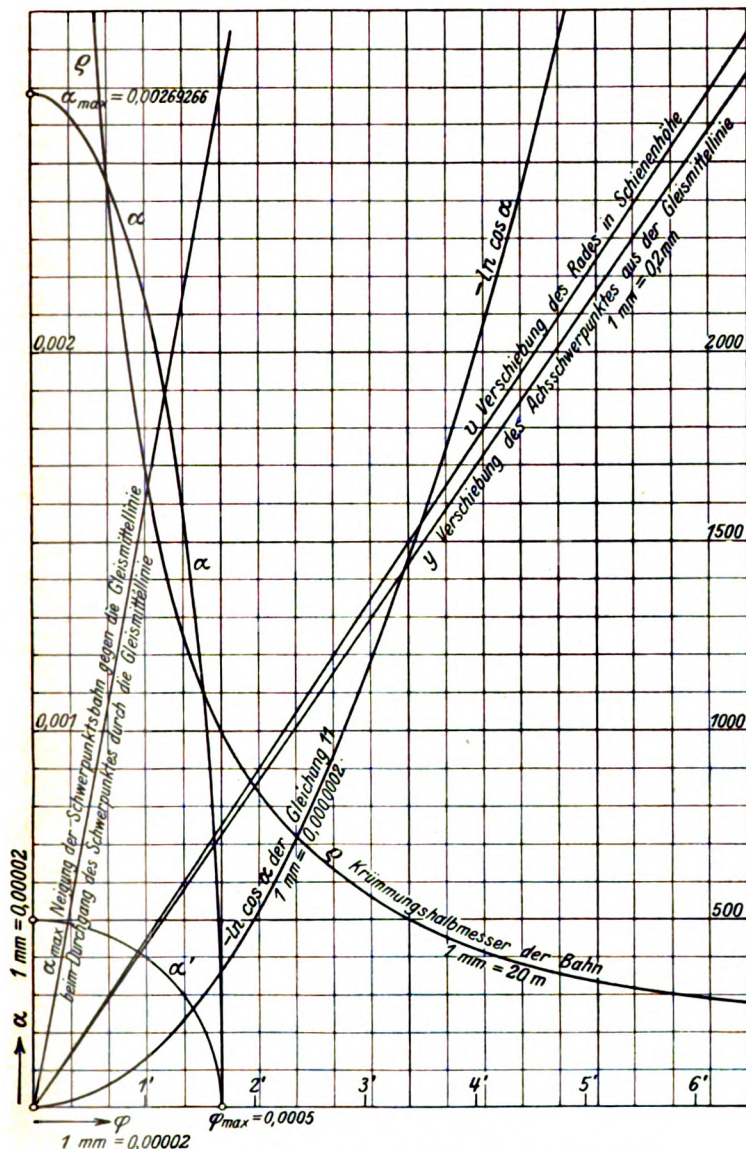 ϱ
α max = 0,00269266
α
-ln cos α
υ Verschiebung des Rades in Schienenhöhe
y Verschiebung des Achsschwerpunktes aus der Gleismittellinie
1 mm = 0,2 mm
0,002
2000
1500
α
α max Neigung der Schwerpunktsbahn gegen die Gleismittellinie
beim Durchgang des Schwerpunktes durch die Gleismittellinie
0,001
1000
-ln cos α der Gleichung 11
1 mm = 0,0000002
ϱ Krümmungshalbmesser der Bahn
1 mm = 20 m
500
α'
→ α 1 mm = 0,00002
1' 2' 3' 4' 5' 6'
→ φ
φmax = 0,0005
1 mm = 0,00002